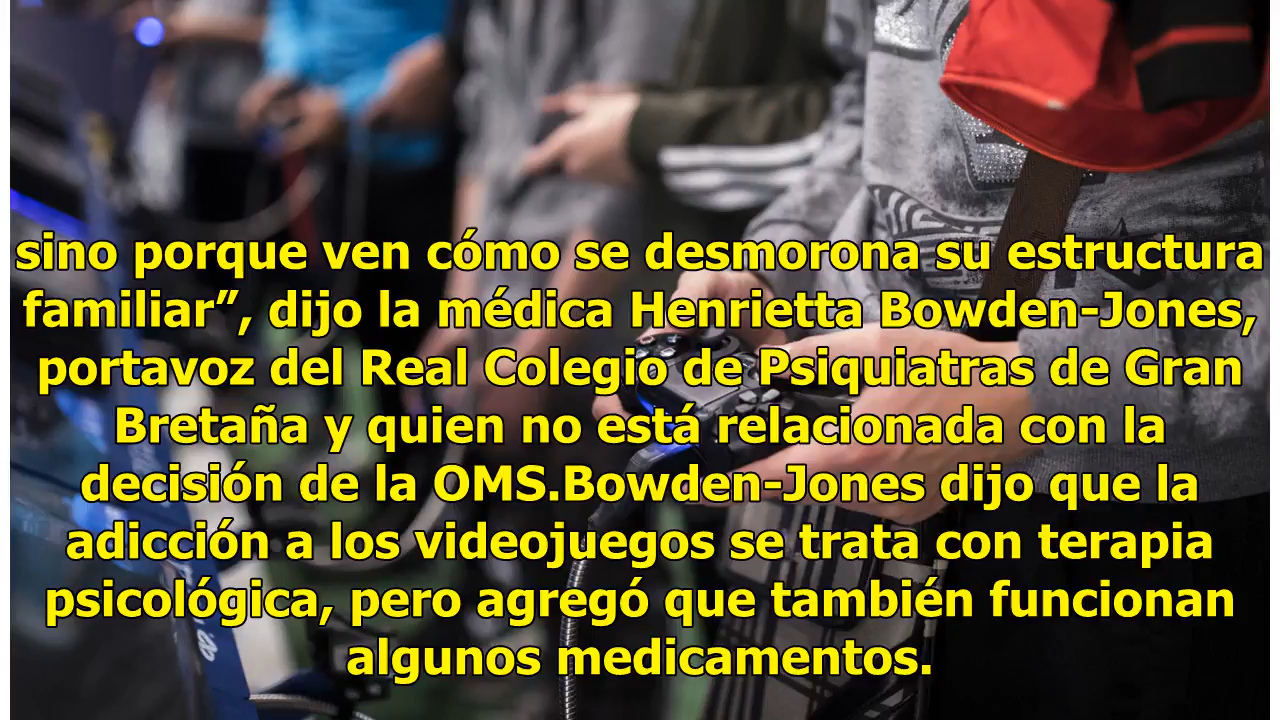 sino porque ven cómo se desmorona su estructura
familiar”, dijo la médica Henrietta Bowden-Jones,
portavoz del Real Colegio de Psiquiatras de Gran
Bretaña y quien no está relacionada con la
decisión de la OMS.Bowden-Jones dijo que la
adicción a los videojuegos se trata con terapia
psicológica, pero agregó que también funcionan
algunos medicamentos.